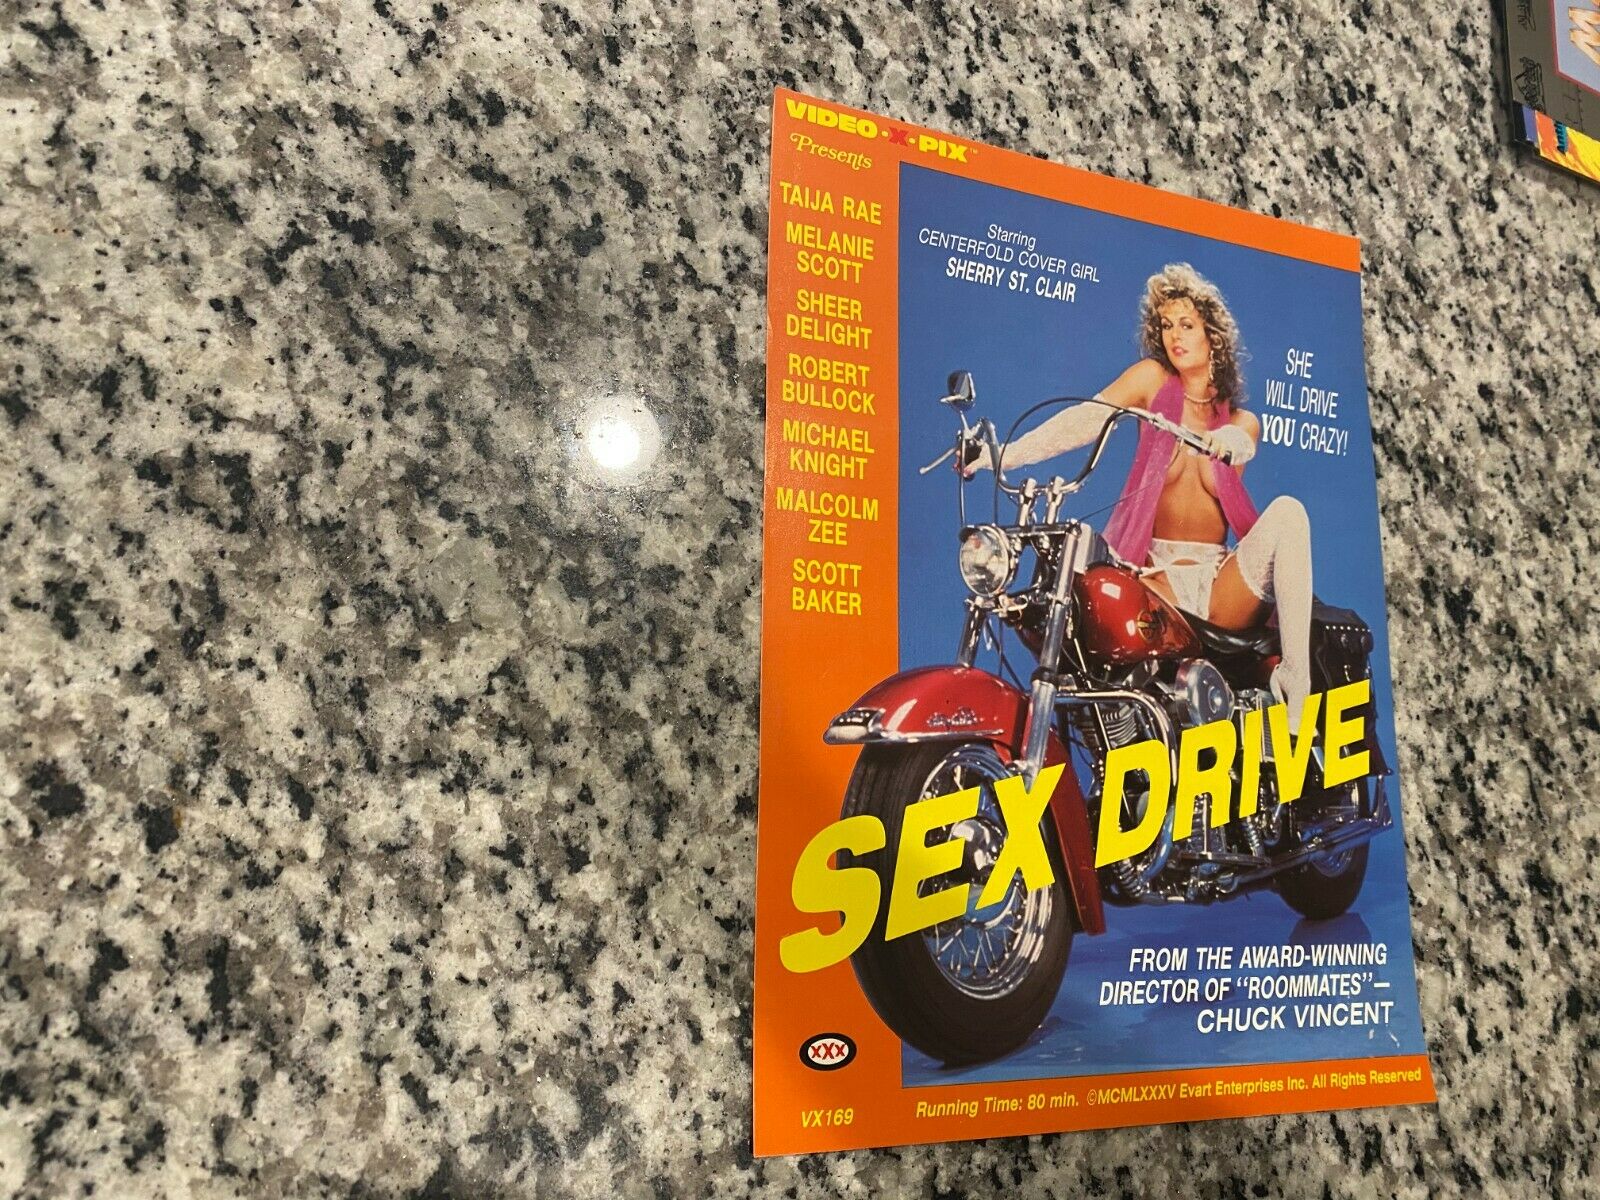 VIDEO·X·PIX™
Presents
TAIJA RAE
MELANIE
SCOTT
SHEER
DELIGHT
ROBERT
BULLOCK
MICHAEL
KNIGHT
MALCOLM
ZEE
SCOTT
BAKER
Starring
CENTERFOLD COVER GIRL
SHERRY ST. CLAIR
SHE
WILL DRIVE
YOU CRAZY!
SEX DRIVE
FROM THE AWARD-WINNING
DIRECTOR OF "ROOMMATES"—
CHUCK VINCENT
xXx
VX169
Running Time: 80 min. ©MCMLXXXV Evart Enterprises Inc. All Rights Reserved